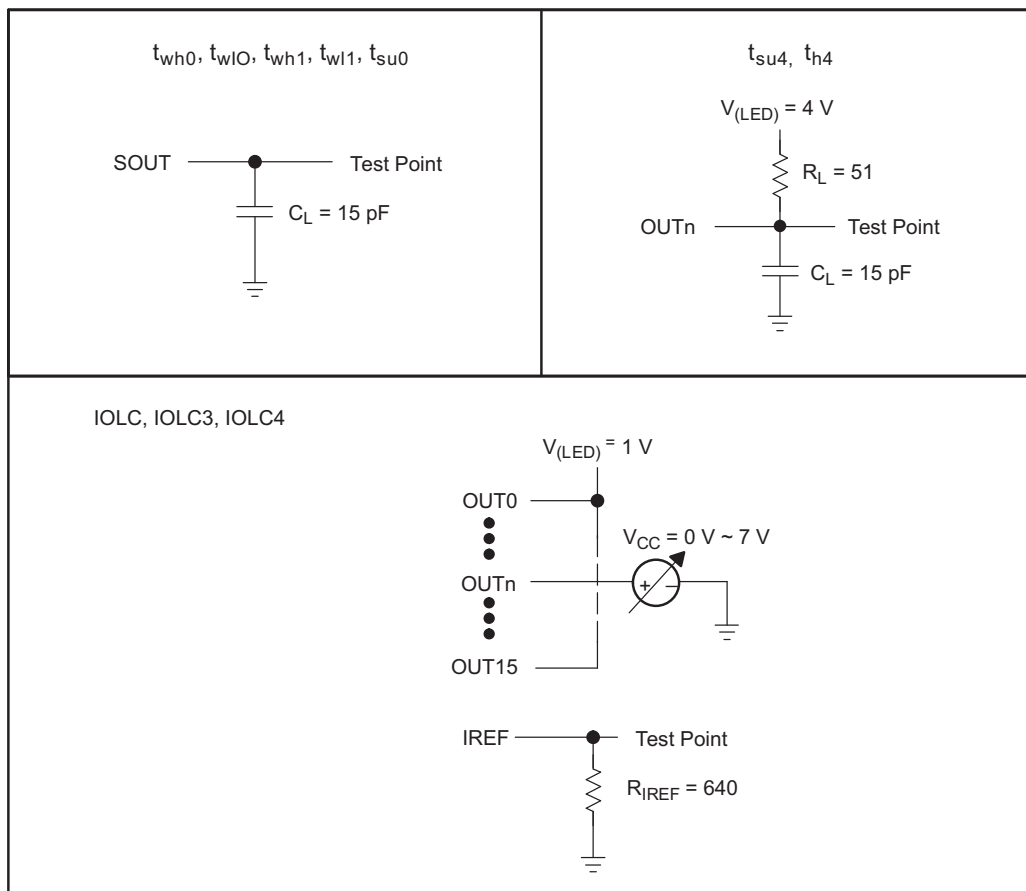 t_wh0, t_wlO, t_wh1, t_wl1, t_su0
SOUT
Test Point
C_L = 15 pF
t_su4, t_h4
V_(LED) = 4 V
R_L = 51
OUTn
Test Point
C_L = 15 pF
IOLC, IOLC3, IOLC4
V_(LED) = 1 V
OUT0
V_CC = 0 V ~ 7 V
OUTn
+ −
OUT15
IREF
Test Point
R_IREF = 640